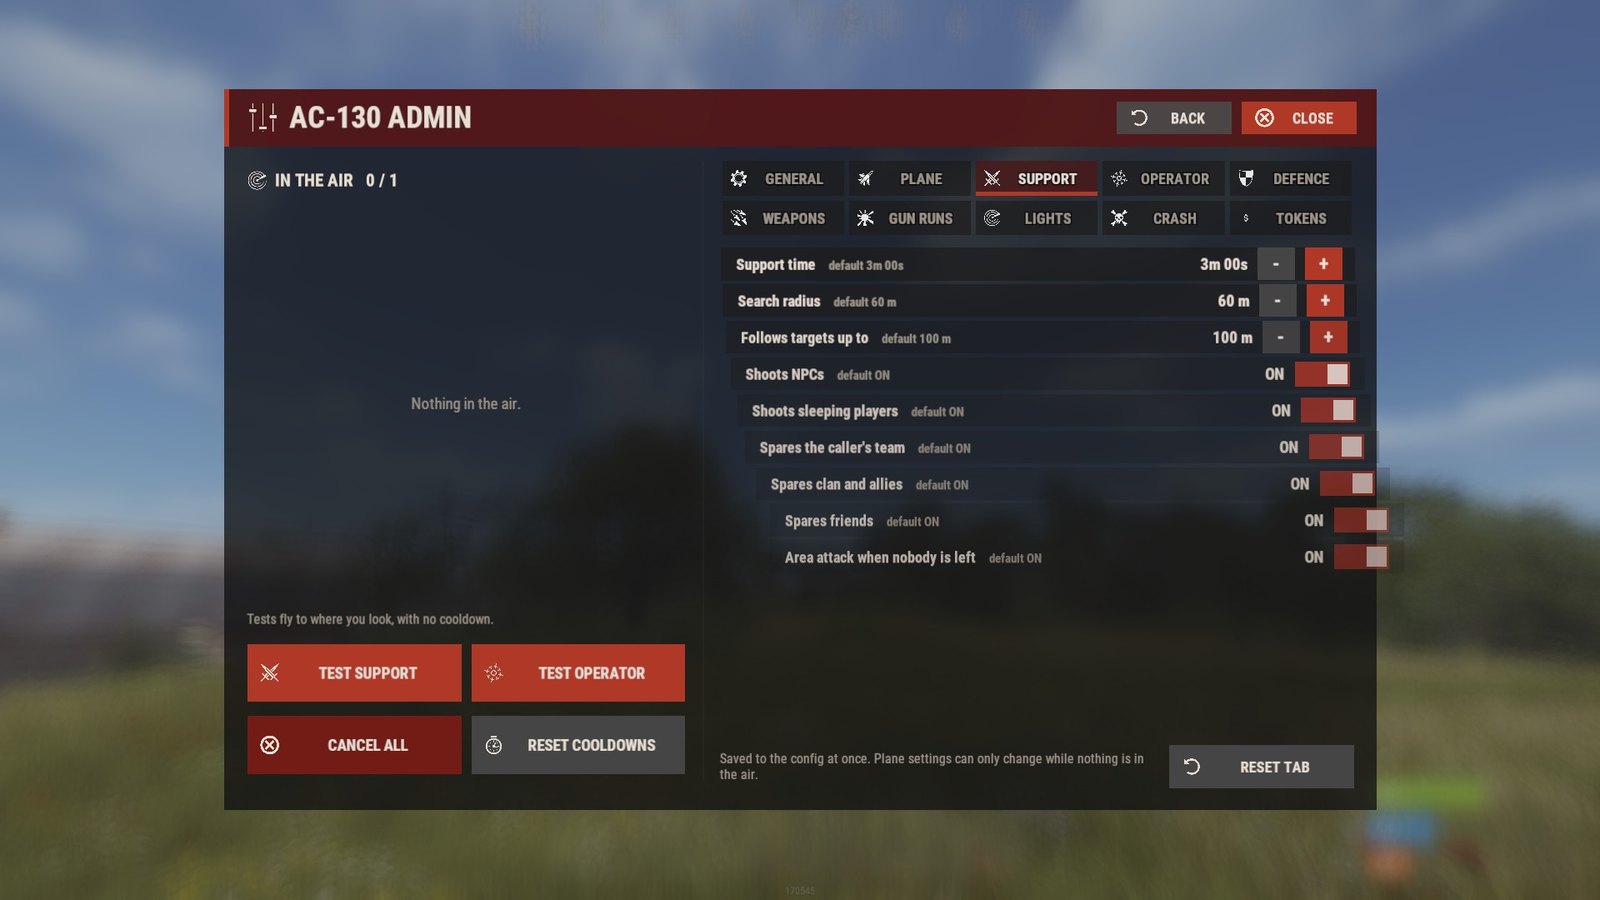 AC-130 ADMIN
BACK
CLOSE
IN THE AIR 0 / 1
GENERAL
PLANE
SUPPORT
OPERATOR
DEFENCE
WEAPONS
GUN RUNS
LIGHTS
CRASH
TOKENS
Support time default 3m 00s 3m 00s - +
Search radius default 60 m 60 m - +
Follows targets up to default 100 m 100 m - +
Shoots NPCs default ON ON
Shoots sleeping players default ON ON
Spares the caller's team default ON ON
Spares clan and allies default ON ON
Spares friends default ON ON
Area attack when nobody is left default ON ON
Nothing in the air.
Tests fly to where you look, with no cooldown.
TEST SUPPORT
TEST OPERATOR
CANCEL ALL
RESET COOLDOWNS
Saved to the config at once. Plane settings can only change while nothing is in
the air.
RESET TAB
170545